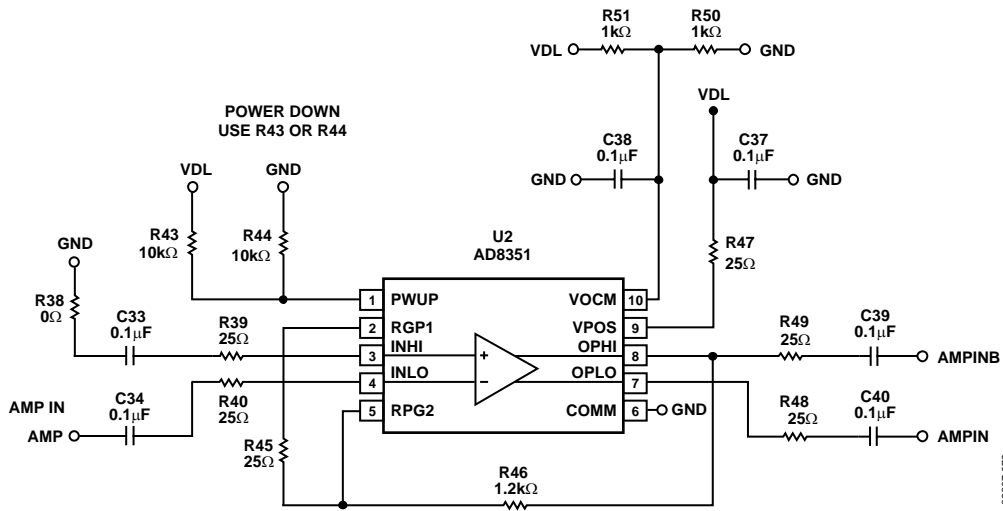 R51
1kΩ
R50
1kΩ
VDL
GND
VDL
POWER DOWN
USE R43 OR R44
C38
0.1μF
C37
0.1μF
VDL
GND
GND
GND
GND
R43
10kΩ
R44
10kΩ
U2
AD8351
R47
25Ω
R38
0Ω
1 PWUP
VOCM 10
C33
0.1μF
R39
25Ω
2 RGP1
VPOS 9
R49
25Ω
C39
0.1μF
3 INHI
OPHI 8
AMPINB
4 INLO
OPLO 7
AMP IN
C34
0.1μF
R40
25Ω
5 RPG2
COMM 6
GND
R48
25Ω
C40
0.1μF
AMP
AMPIN
R45
25Ω
R46
1.2kΩ